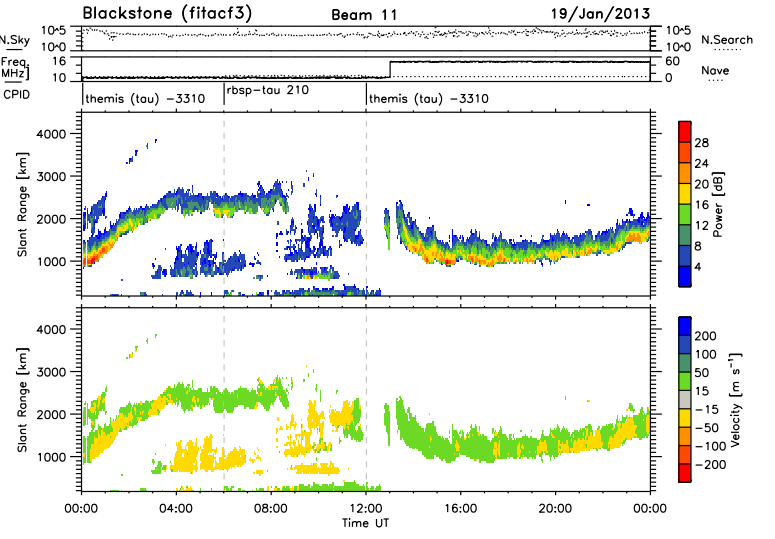 Blackstone (fitacf3) Beam 11 19/Jan/2013
N.Sky 10^5 10^0 10^5 10^0 N.Search
Freq. [MHz] 16 10 60 0 Nave
CPID themis (tau) -3310 rbsp-tau 210 themis (tau) -3310
Slant Range [km] 4000 3000 2000 1000
Power [dB] 28 24 20 16 12 8 4
Slant Range [km] 4000 3000 2000 1000
Velocity [m s⁻¹] 200 100 50 15 -15 -50 -100 -200
00:00 04:00 08:00 12:00 16:00 20:00 00:00
Time UT